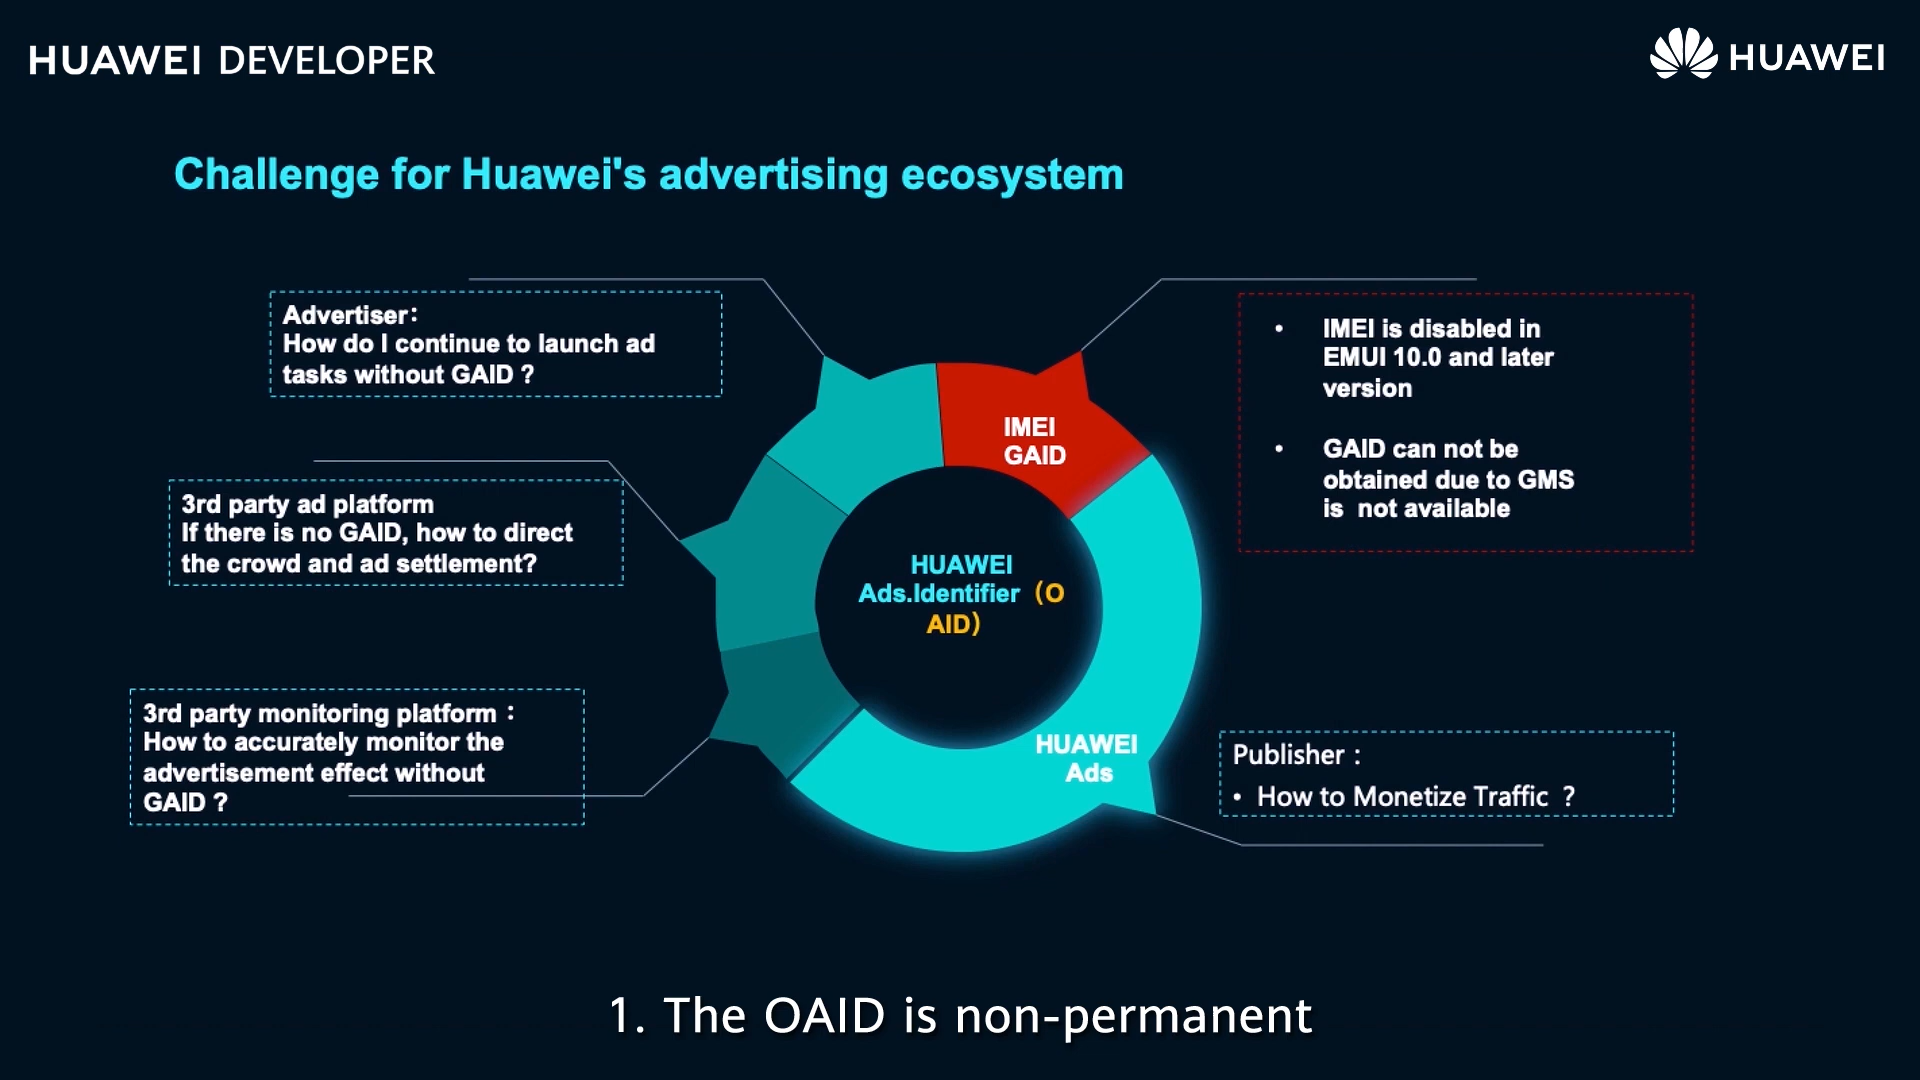 HUAWEI DEVELOPER
HUAWEI
Challenge for Huawei's advertising ecosystem
Advertiser：
How do I continue to launch ad
tasks without GAID ?
• IMEI is disabled in
EMUI 10.0 and later
version
• GAID can not be
obtained due to GMS
is not available
IMEI
GAID
3rd party ad platform
If there is no GAID, how to direct
the crowd and ad settlement?
HUAWEI
Ads.Identifier（O
AID）
3rd party monitoring platform：
How to accurately monitor the
advertisement effect without
GAID ?
HUAWEI
Ads
Publisher：
• How to Monetize Traffic ？
1. The OAID is non-permanent